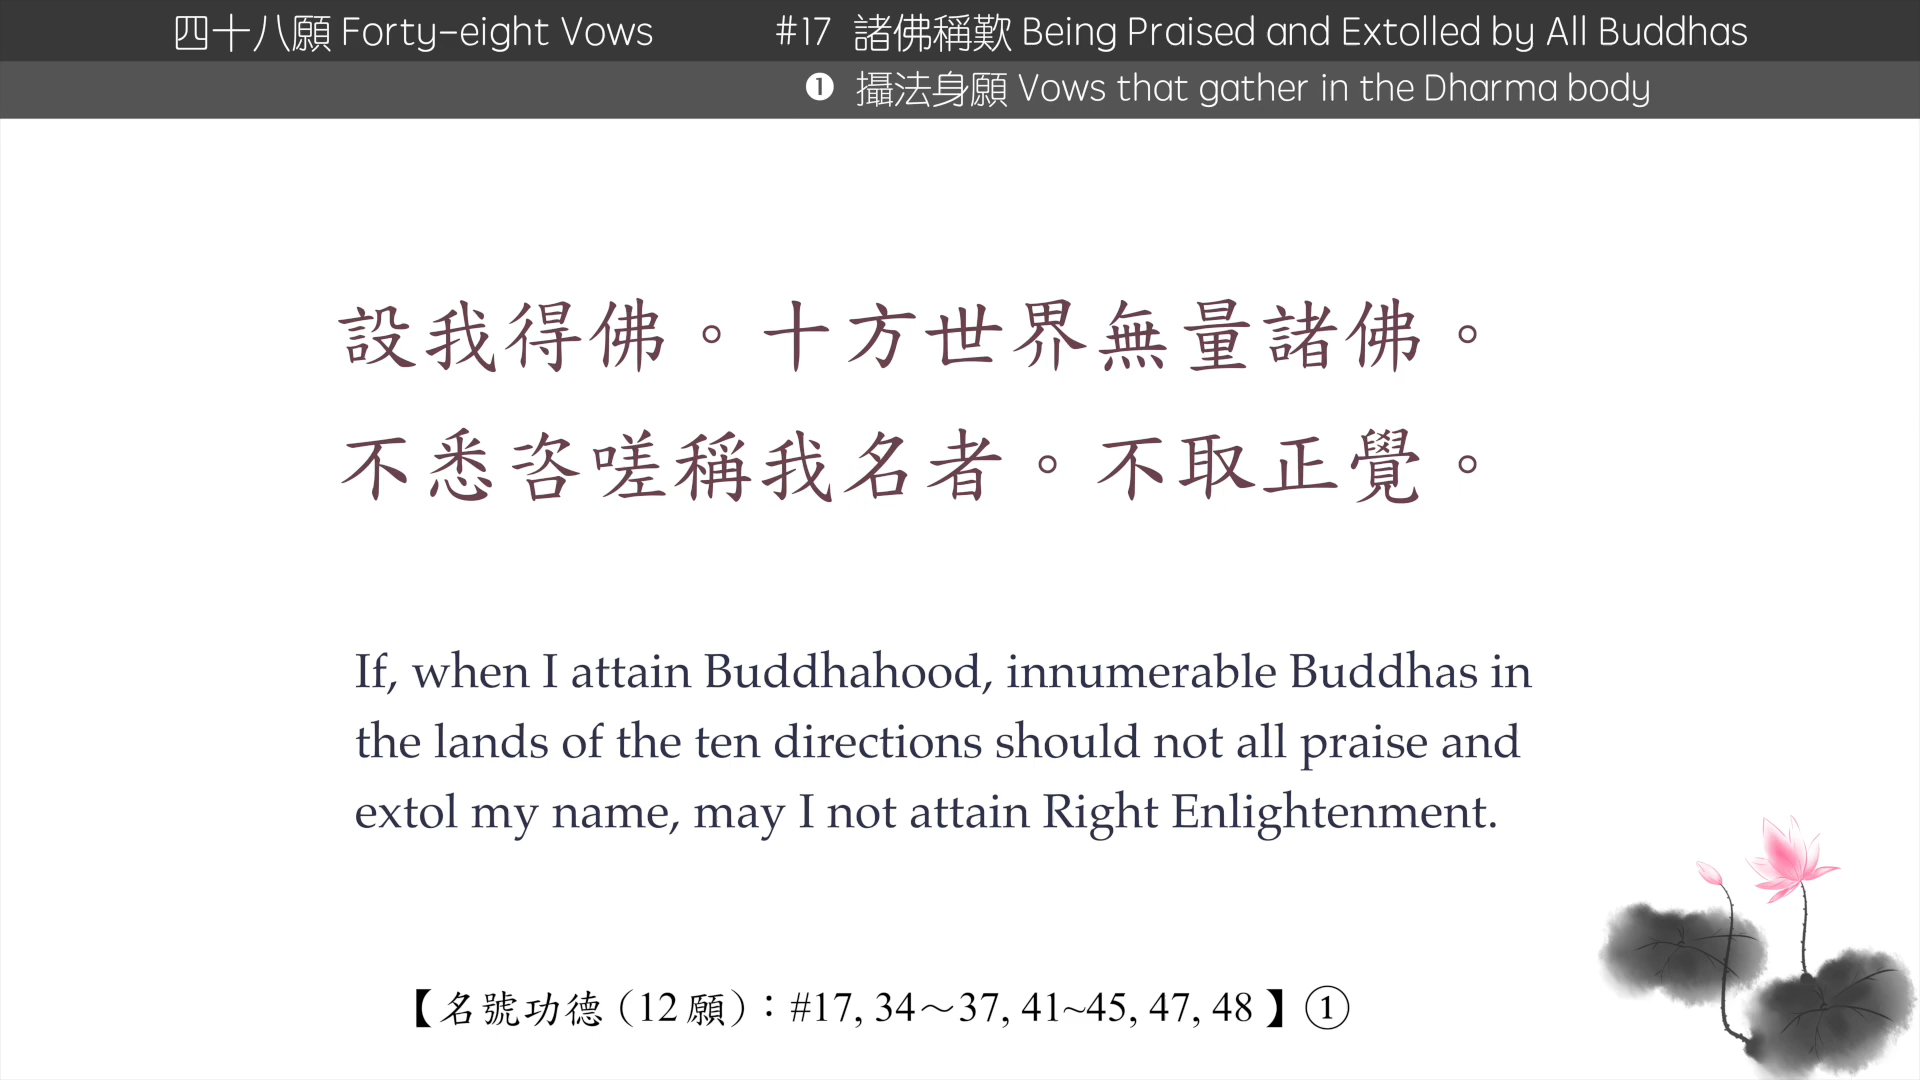 四十八願 Forty-eight Vows
#17 諸佛稱歎 Being Praised and Extolled by All Buddhas
❶ 攝法身願 Vows that gather in the Dharma body
設我得佛。十方世界無量諸佛。
不悉咨嗟稱我名者。不取正覺。
If, when I attain Buddhahood, innumerable Buddhas in
the lands of the ten directions should not all praise and
extol my name, may I not attain Right Enlightenment.
【名號功德（12願）：#17, 34～37, 41~45, 47, 48 】①